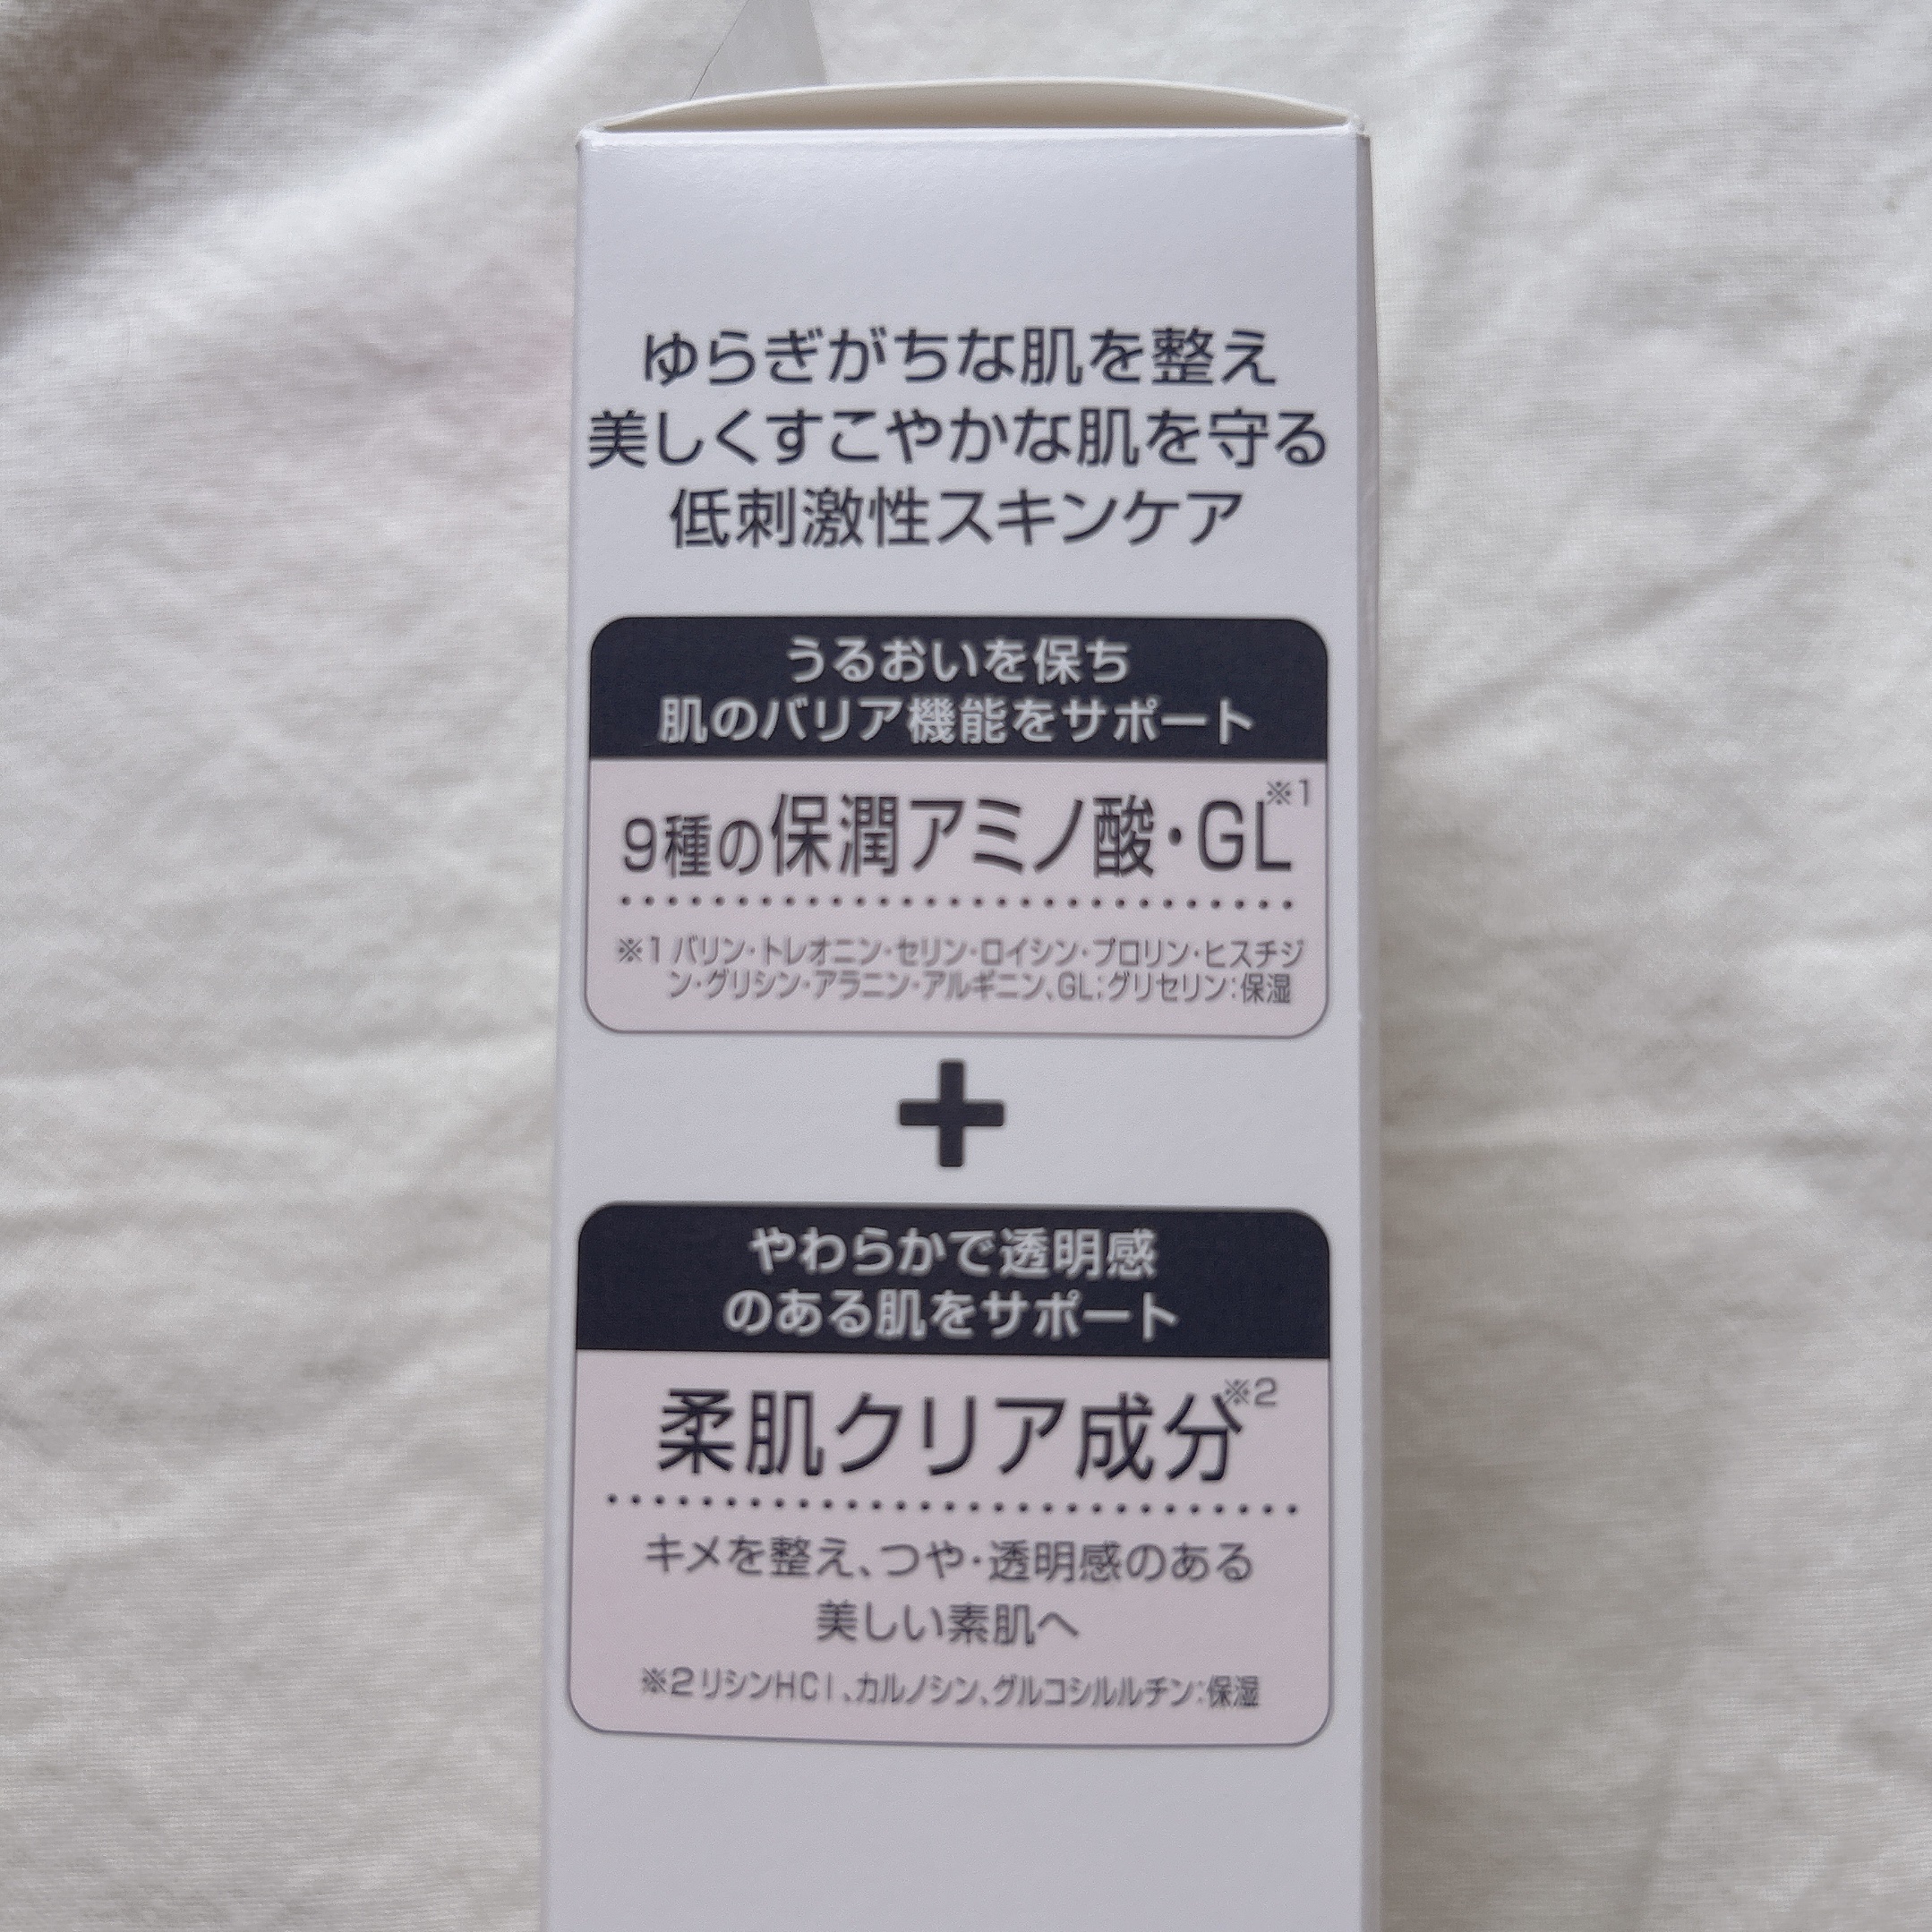 ゆらぎがちな肌を整え
美しくすこやかな肌を守る
低刺激性スキンケア
うるおいを保ち
肌のバリア機能をサポート
9種の保潤アミノ酸・GL※1
※1 バリン・トレオニン・セリン・ロイシン・プロリン・ヒスチジ
ン・グリシン・アラニン・アルギニン、GL;グリセリン:保湿
+
やわらかで透明感
のある肌をサポート
柔肌クリア成分※2
キメを整え、つや・透明感のある
美しい素肌へ
※2 リシンHCl、カルノシン、グルコシルルチン:保湿